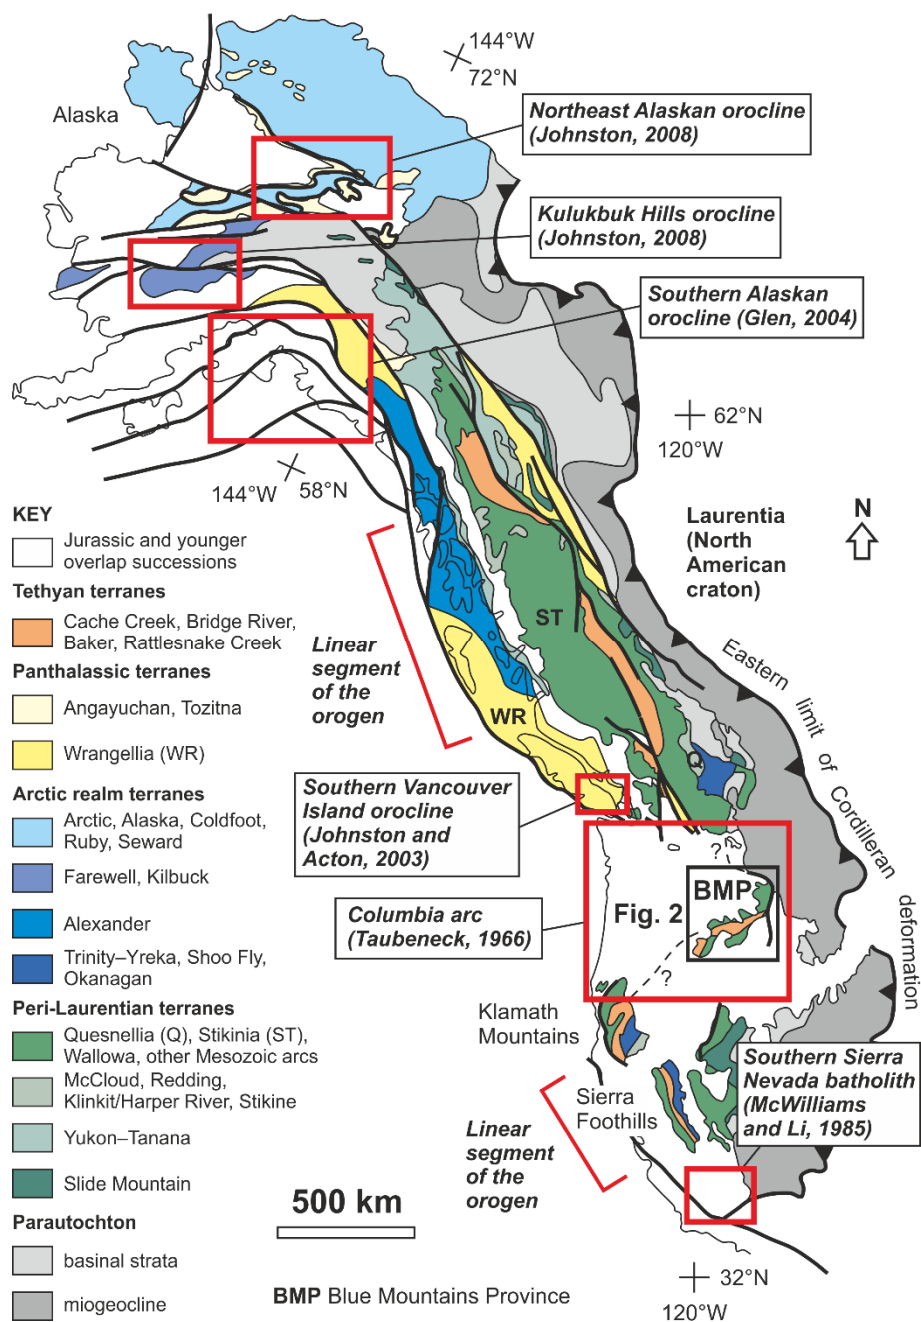 144°W
72°N
Alaska
Northeast Alaskan orocline
(Johnston, 2008)
Kulukbuk Hills orocline
(Johnston, 2008)
Southern Alaskan
orocline (Glen, 2004)
62°N
120°W
144°W
58°N
KEY
Jurassic and younger
overlap successions
Tethyan terranes
Cache Creek, Bridge River,
Baker, Rattlesnake Creek
Panthalassic terranes
Angayuchan, Tozitna
Wrangellia (WR)
Arctic realm terranes
Arctic, Alaska, Coldfoot,
Ruby, Seward
Farewell, Kilbuck
Alexander
Trinity–Yreka, Shoo Fly,
Okanagan
Peri-Laurentian terranes
Quesnellia (Q), Stikinia (ST),
Wallowa, other Mesozoic arcs
McCloud, Redding,
Klinkit/Harper River, Stikine
Yukon–Tanana
Slide Mountain
Parautochton
basinal strata
miogeocline
Laurentia
(North
American
craton)
N
Linear
segment
of the
orogen
ST
WR
Q
Eastern limit of Cordilleran deformation
Southern Vancouver
Island orocline
(Johnston and
Acton, 2003)
?
BMP
Fig. 2
Columbia arc
(Taubeneck, 1966)
?
Klamath
Mountains
Sierra
Foothills
Southern Sierra
Nevada batholith
(McWilliams
and Li, 1985)
Linear
segment
of the
orogen
500 km
BMP Blue Mountains Province
32°N
120°W